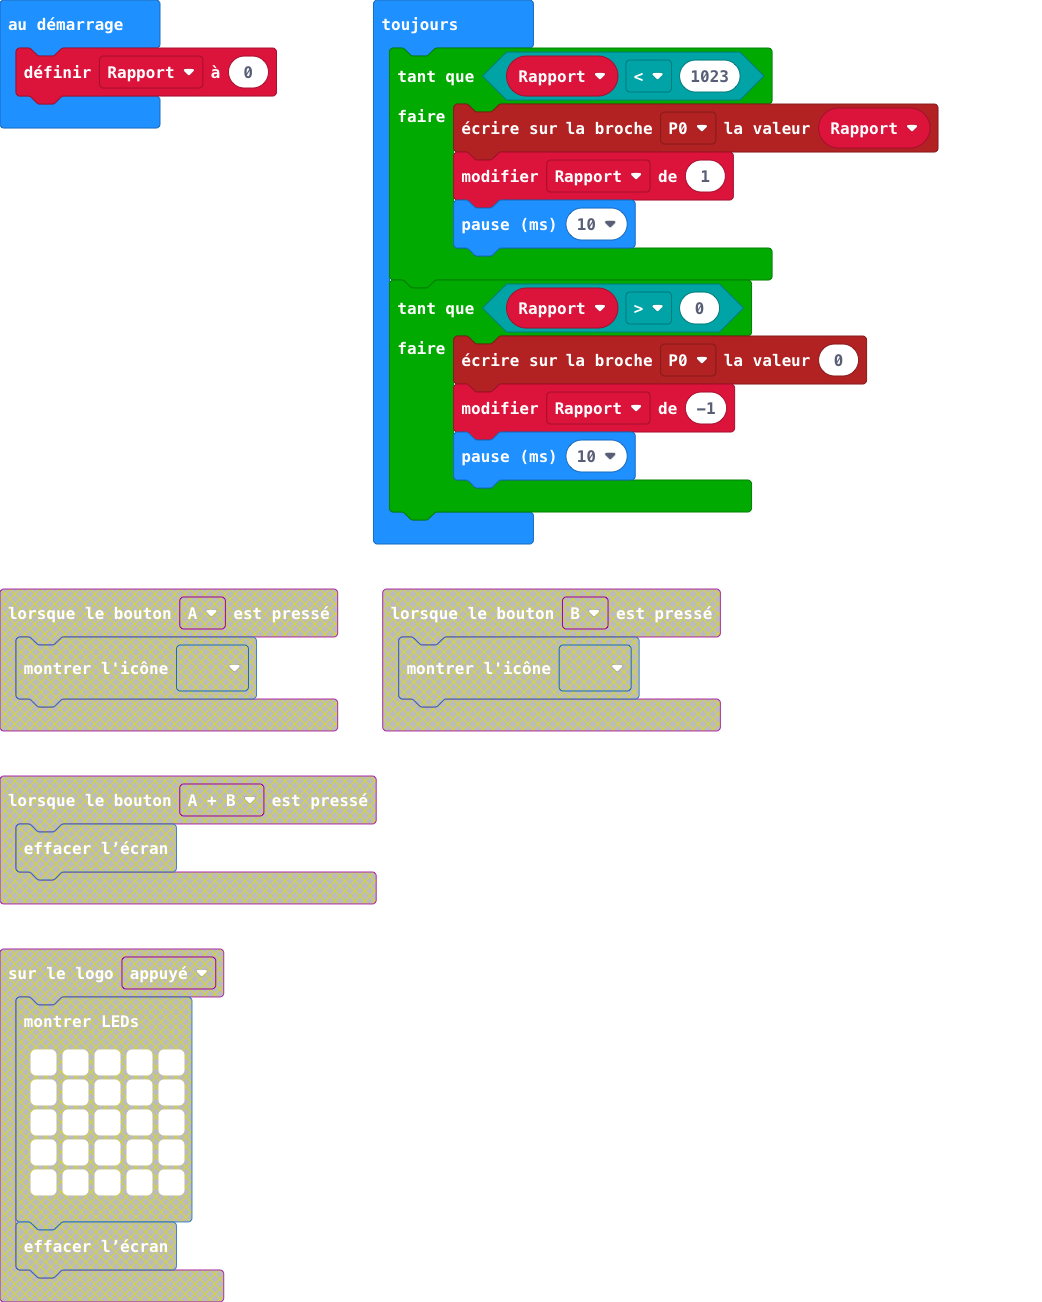 au démarrage
définir Rapport à 0
toujours
tant que Rapport < 1023
faire
écrire sur la broche P0 la valeur Rapport
modifier Rapport de 1
pause (ms) 10
tant que Rapport > 0
faire
écrire sur la broche P0 la valeur 0
modifier Rapport de −1
pause (ms) 10
lorsque le bouton A est pressé
montrer l'icône
lorsque le bouton B est pressé
montrer l'icône
lorsque le bouton A + B est pressé
effacer l’écran
sur le logo appuyé
montrer LEDs
effacer l’écran